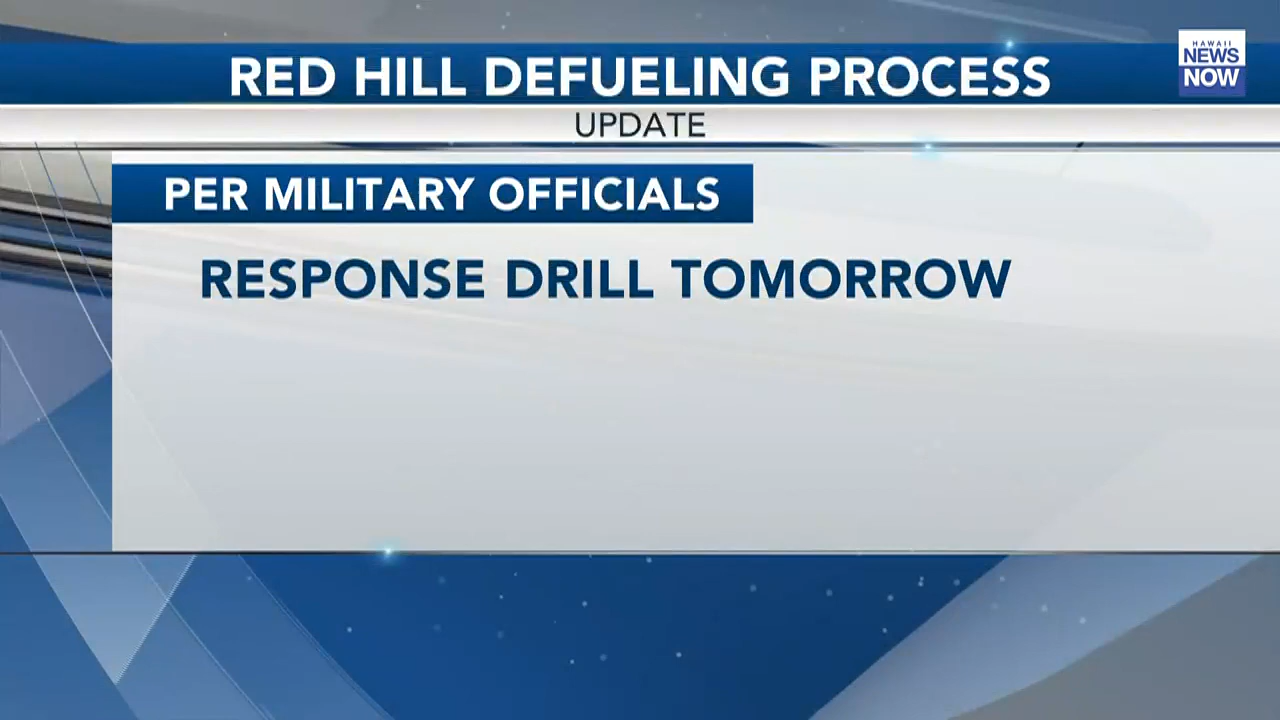 RED HILL DEFUELING PROCESS
HAWAII
NEWS
NOW
UPDATE
PER MILITARY OFFICIALS
RESPONSE DRILL TOMORROW